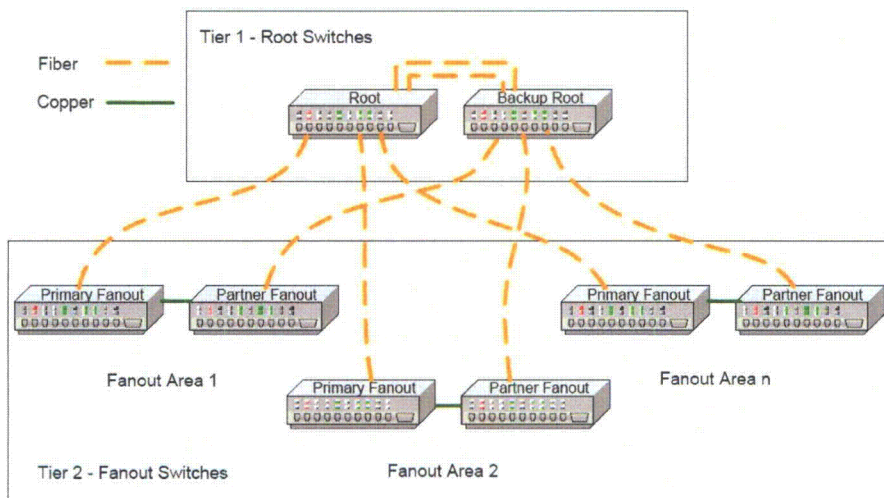 Tier 1 - Root Switches
Fiber
Copper
Root
Backup Root
Primary Fanout
Partner Fanout
Primary Fanout
Partner Fanout
Fanout Area 1
Fanout Area n
Primary Fanout
Partner Fanout
Tier 2 - Fanout Switches
Fanout Area 2